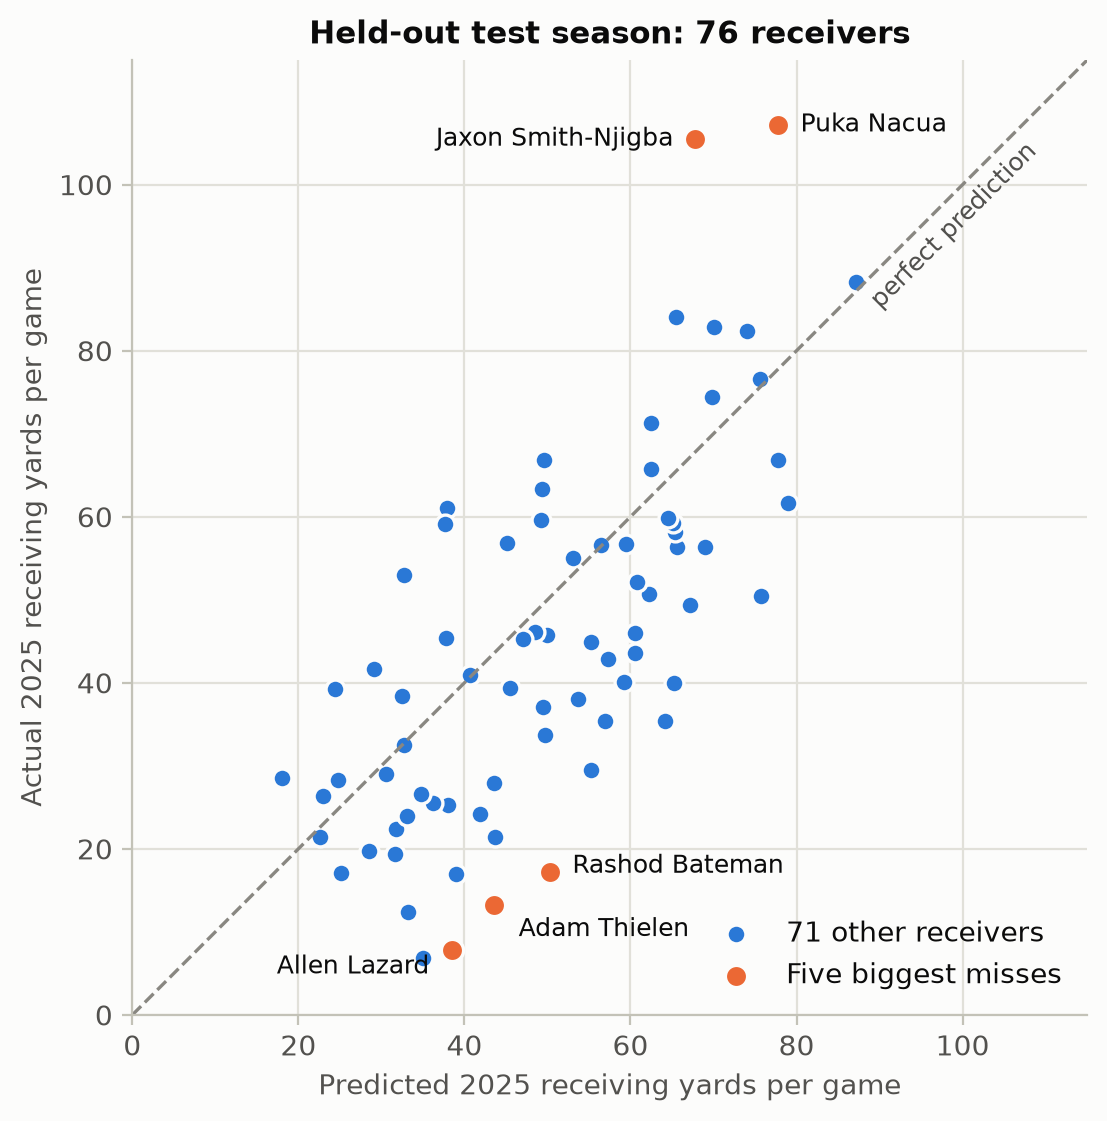 Held-out test season: 76 receivers
Jaxon Smith-Njigba
Puka Nacua
perfect prediction
100
80
60
40
20
0
Actual 2025 receiving yards per game
Rashod Bateman
Adam Thielen
Allen Lazard
71 other receivers
Five biggest misses
0 20 40 60 80 100
Predicted 2025 receiving yards per game